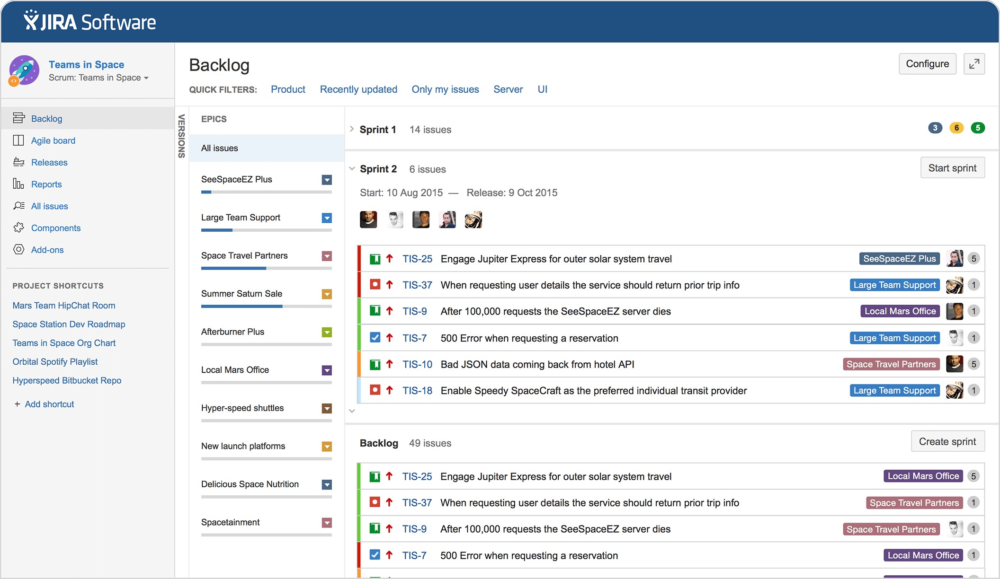 JIRA Software
Teams in Space
Scrum: Teams in Space
Backlog
Agile board
Releases
Reports
All issues
Components
Add-ons
PROJECT SHORTCUTS
Mars Team HipChat Room
Space Station Dev Roadmap
Teams in Space Org Chart
Orbital Spotify Playlist
Hyperspeed Bitbucket Repo
+ Add shortcut
Backlog
Configure
QUICK FILTERS: Product Recently updated Only my issues Server UI
VERSIONS
EPICS
All issues
SeeSpaceEZ Plus
Large Team Support
Space Travel Partners
Summer Saturn Sale
Afterburner Plus
Local Mars Office
Hyper-speed shuttles
New launch platforms
Delicious Space Nutrition
Spacetainment
Sprint 1 14 issues 3 6 5
Sprint 2 6 issues Start sprint
Start: 10 Aug 2015 — Release: 9 Oct 2015
TIS-25 Engage Jupiter Express for outer solar system travel SeeSpaceEZ Plus 5
TIS-37 When requesting user details the service should return prior trip info Large Team Support 1
TIS-9 After 100,000 requests the SeeSpaceEZ server dies Local Mars Office 1
TIS-7 500 Error when requesting a reservation Large Team Support 1
TIS-10 Bad JSON data coming back from hotel API Space Travel Partners 5
TIS-18 Enable Speedy SpaceCraft as the preferred individual transit provider Large Team Support 1
Backlog 49 issues Create sprint
TIS-25 Engage Jupiter Express for outer solar system travel Local Mars Office 5
TIS-37 When requesting user details the service should return prior trip info Space Travel Partners 1
TIS-9 After 100,000 requests the SeeSpaceEZ server dies Space Travel Partners 1
TIS-7 500 Error when requesting a reservation Local Mars Office 1